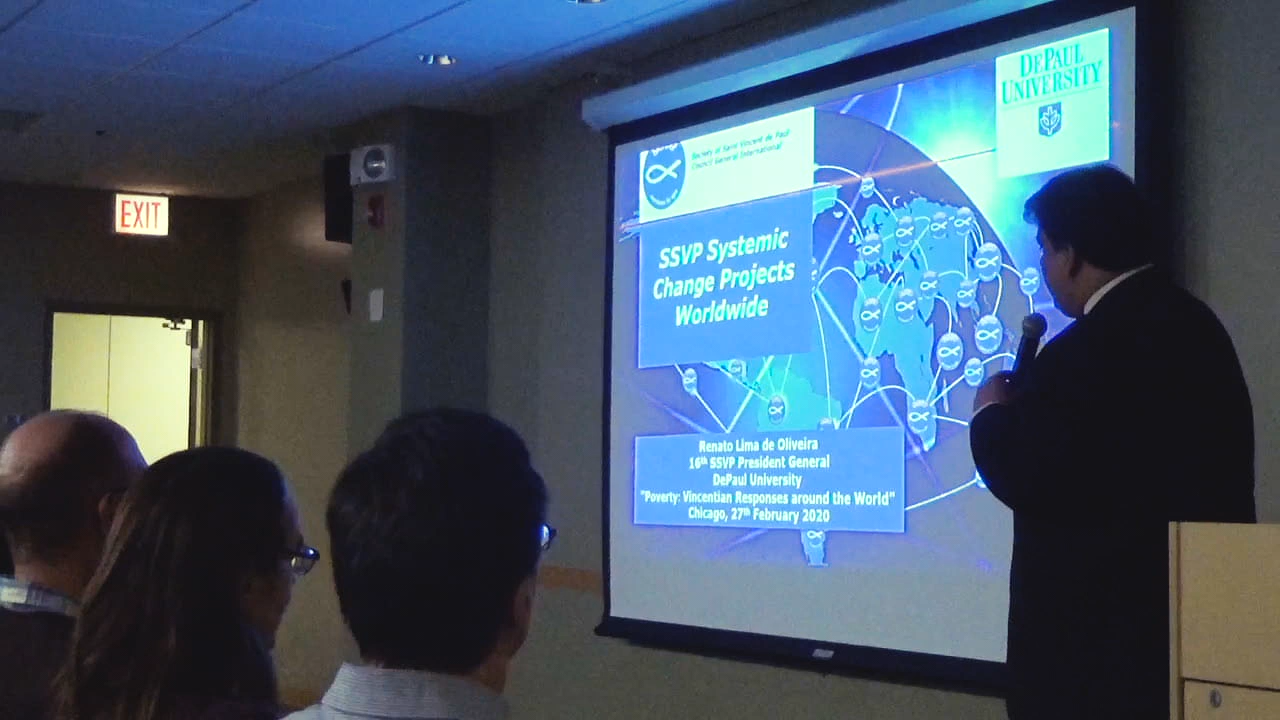 EXIT
Society of Saint Vincent de Paul
Council General International
DEPAUL
UNIVERSITY
SSVP Systemic
Change Projects
Worldwide
Renato Lima de Oliveira
16th SSVP President General
DePaul University
"Poverty: Vincentian Responses around the World"
Chicago, 27th February 2020